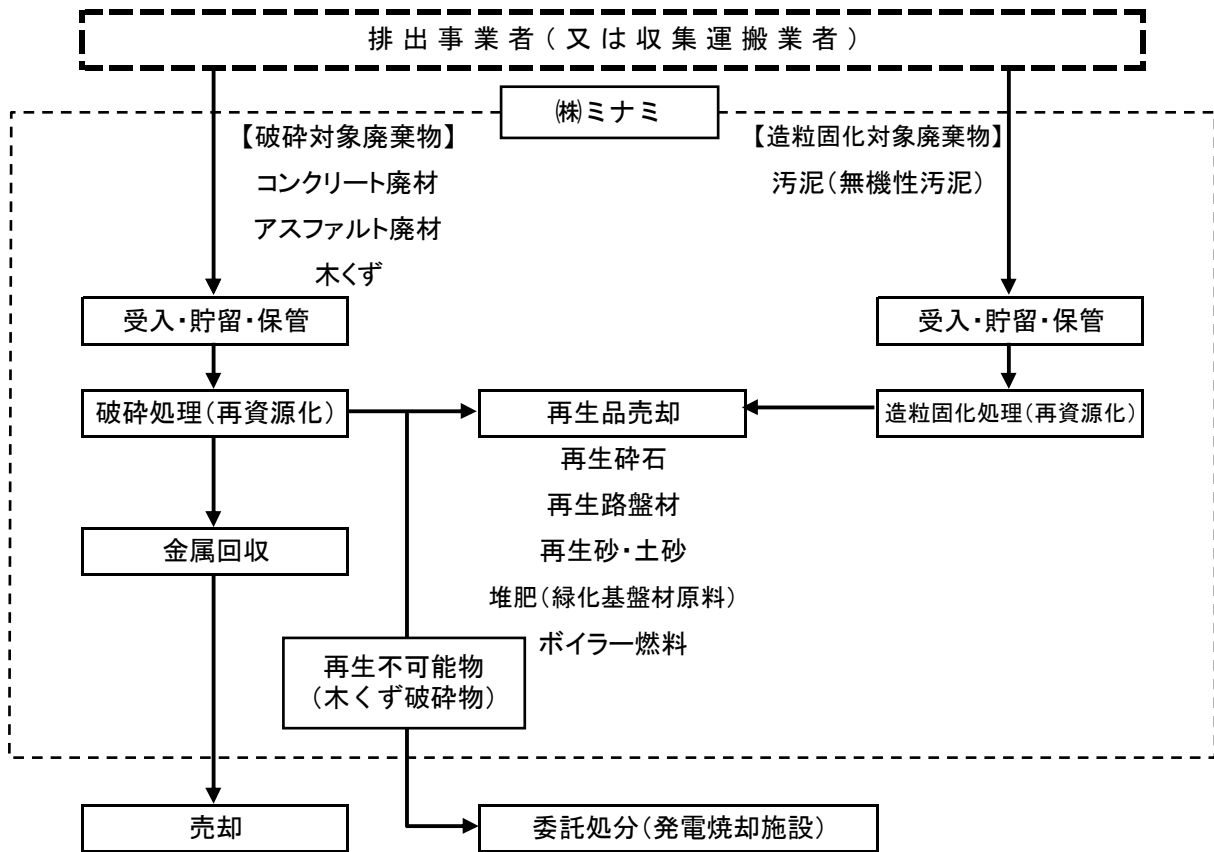 排出事業者(又は収集運搬業者)
㈱ミナミ
【破砕対象廃棄物】
コンクリート廃材
アスファルト廃材
木くず
【造粒固化対象廃棄物】
汚泥(無機性汚泥)
受入・貯留・保管
受入・貯留・保管
破砕処理(再資源化)
再生品売却
造粒固化処理(再資源化)
再生砕石
再生路盤材
再生砂・土砂
堆肥(緑化基盤材原料)
ボイラー燃料
金属回収
再生不可能物
(木くず破砕物)
売却
委託処分(発電焼却施設)